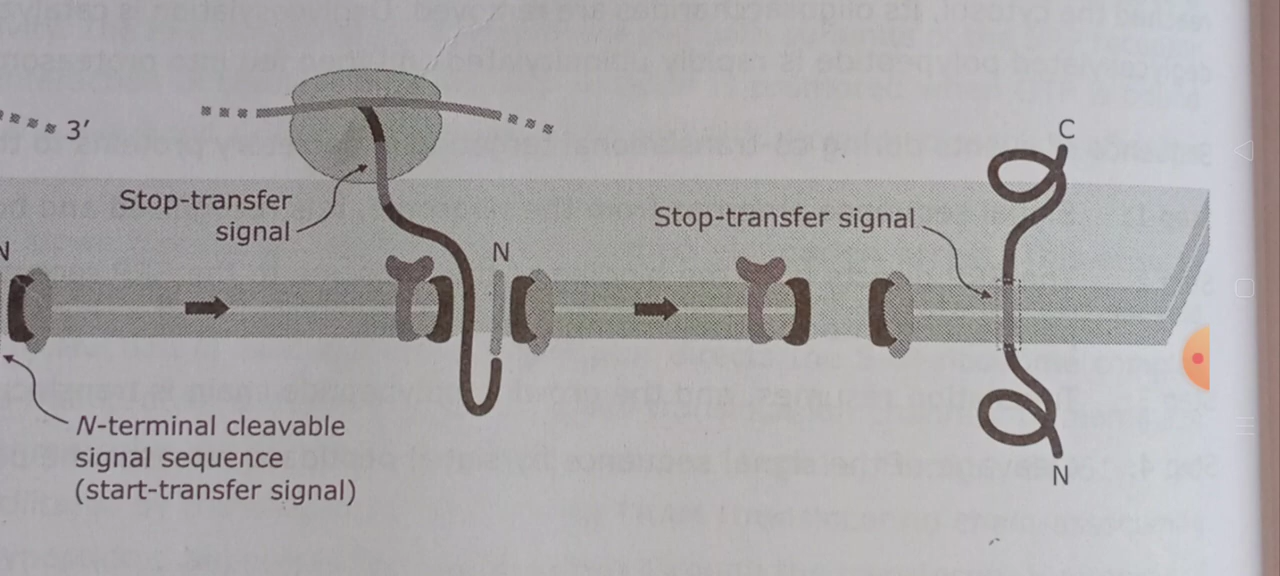 3′
Stop-transfer
signal
N
N
N-terminal cleavable
signal sequence
(start-transfer signal)
Stop-transfer signal
C
N